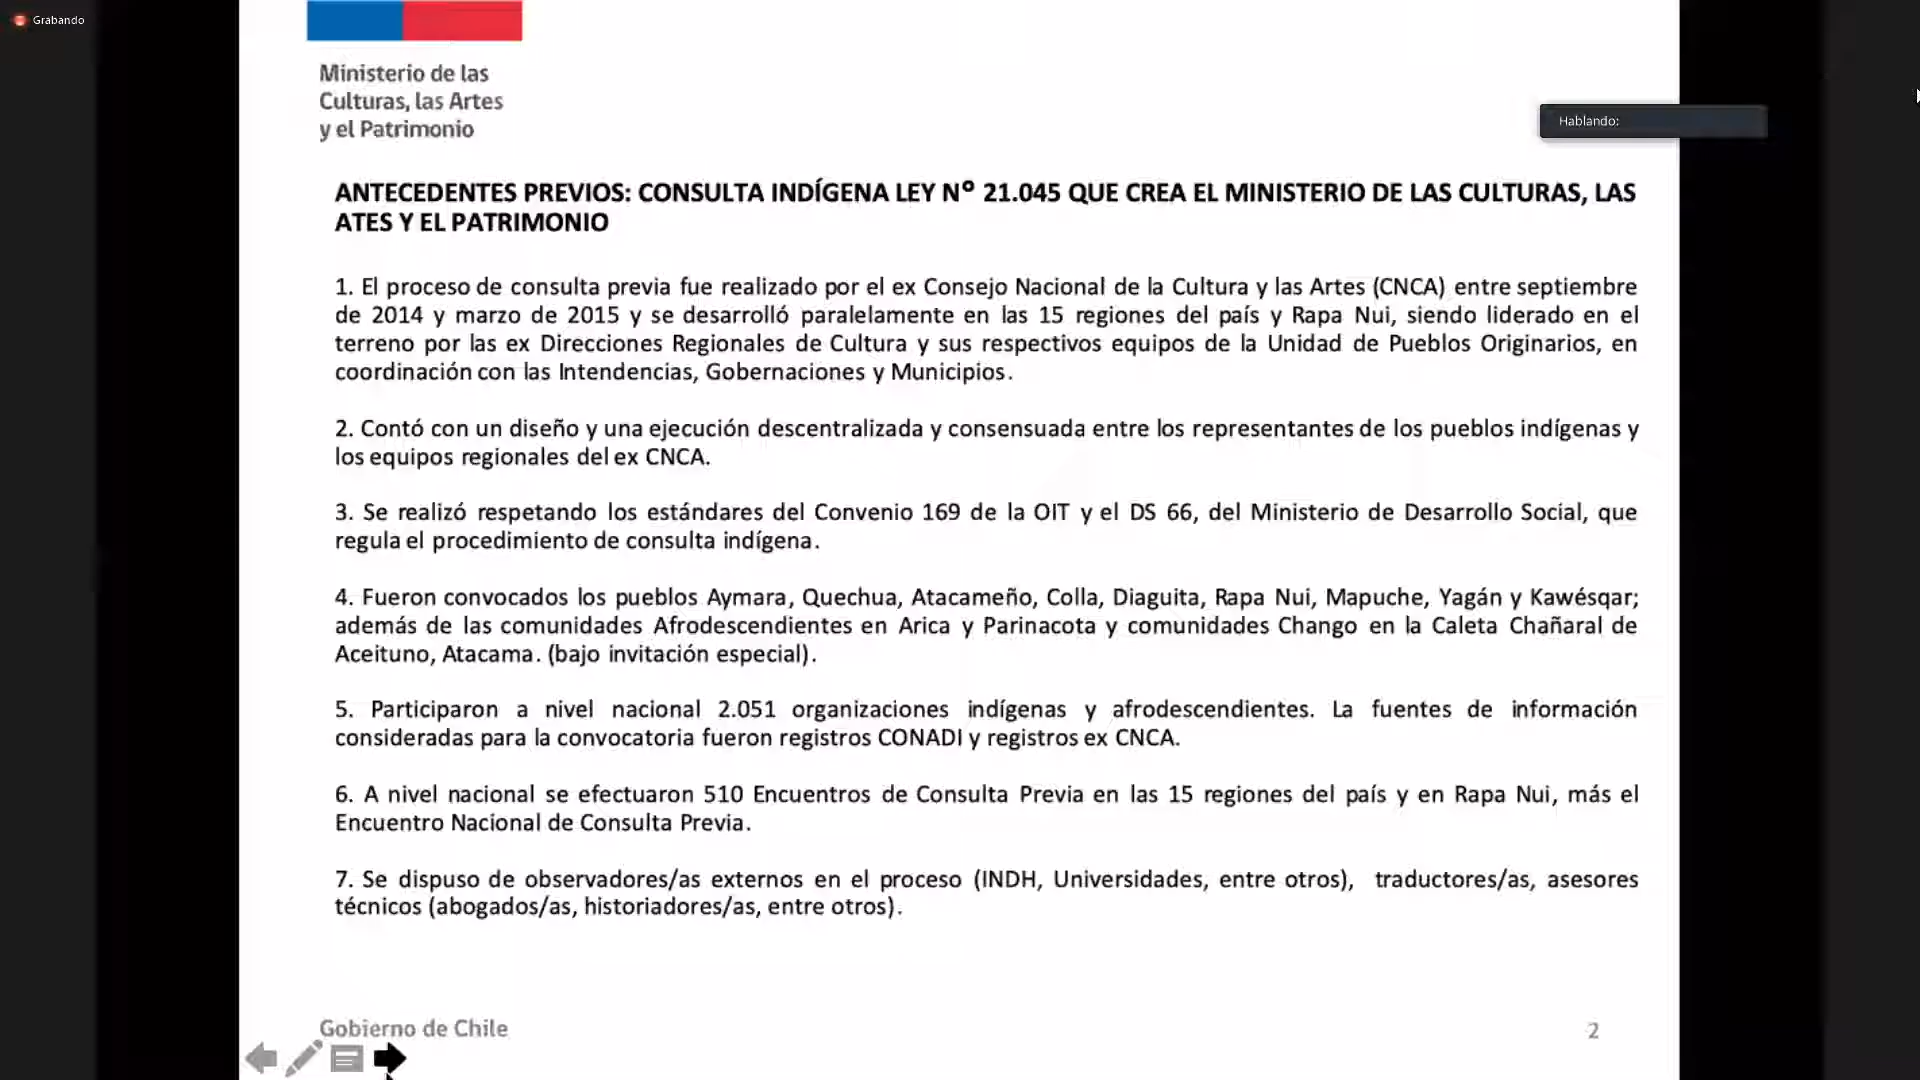 Grabando
Ministerio de las
Culturas, las Artes
y el Patrimonio
Hablando:
ANTECEDENTES PREVIOS: CONSULTA INDÍGENA LEY Nº 21.045 QUE CREA EL MINISTERIO DE LAS CULTURAS, LAS
ATES Y EL PATRIMONIO
1. El proceso de consulta previa fue realizado por el ex Consejo Nacional de la Cultura y las Artes (CNCA) entre septiembre
de 2014 y marzo de 2015 y se desarrolló paralelamente en las 15 regiones del país y Rapa Nui, siendo liderado en el
terreno por las ex Direcciones Regionales de Cultura y sus respectivos equipos de la Unidad de Pueblos Originarios, en
coordinación con las Intendencias, Gobernaciones y Municipios.
2. Contó con un diseño y una ejecución descentralizada y consensuada entre los representantes de los pueblos indígenas y
los equipos regionales del ex CNCA.
3. Se realizó respetando los estándares del Convenio 169 de la OIT y el DS 66, del Ministerio de Desarrollo Social, que
regula el procedimiento de consulta indígena.
4. Fueron convocados los pueblos Aymara, Quechua, Atacameño, Colla, Diaguita, Rapa Nui, Mapuche, Yagán y Kawésqar;
además de las comunidades Afrodescendientes en Arica y Parinacota y comunidades Chango en la Caleta Chañaral de
Aceituno, Atacama. (bajo invitación especial).
5. Participaron a nivel nacional 2.051 organizaciones indígenas y afrodescendientes. La fuentes de información
consideradas para la convocatoria fueron registros CONADI y registros ex CNCA.
6. A nivel nacional se efectuaron 510 Encuentros de Consulta Previa en las 15 regiones del país y en Rapa Nui, más el
Encuentro Nacional de Consulta Previa.
7. Se dispuso de observadores/as externos en el proceso (INDH, Universidades, entre otros), traductores/as, asesores
técnicos (abogados/as, historiadores/as, entre otros).
Gobierno de Chile
2